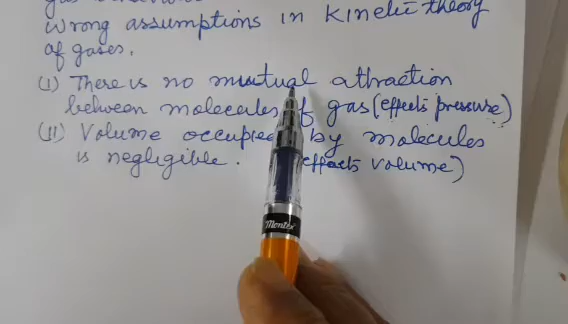 wrong assumptions in kinetic theory
of gases.
(I) There is no mutual attraction
between molecules of gas (effects pressure)
(II) Volume occupied by molecules
is negligible. effects volume)
Montex